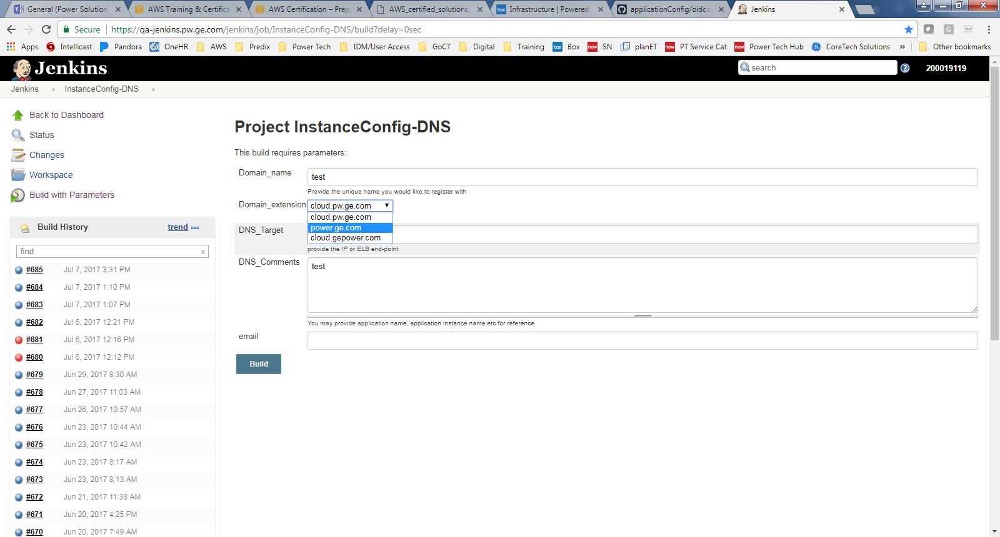 General (Power Solution
AWS Training & Certifica
AWS Certification – Prep
AWS_certified_solutions_
Infrastructure | Powered
applicationConfig/oidc.c
Jenkins
Secure
https://qa-jenkins.pw.ge.com/jenkins/job/InstanceConfig-DNS/build?delay=0sec
Apps
Intellicast
Pandora
OneHR
AWS
Predix
Power Tech
IDM/User Access
GoCT
Digital
Training
box
Box
now
SN
planET
now
PT Service Cat
now
Power Tech Hub
CoreTech Solutions
»
Other bookmarks
Jenkins
search
200019119
Jenkins
InstanceConfig-DNS
Back to Dashboard
Status
Changes
Workspace
Build with Parameters
Build History
trend
find
x
#685 Jul 7, 2017 3:31 PM
#684 Jul 7, 2017 1:10 PM
#683 Jul 7, 2017 1:07 PM
#682 Jul 6, 2017 12:21 PM
#681 Jul 6, 2017 12:16 PM
#680 Jul 6, 2017 12:12 PM
#679 Jun 29, 2017 8:30 AM
#678 Jun 27, 2017 11:03 AM
#677 Jun 26, 2017 10:57 AM
#676 Jun 23, 2017 10:44 AM
#675 Jun 23, 2017 10:42 AM
#674 Jun 23, 2017 8:17 AM
#673 Jun 23, 2017 8:13 AM
#672 Jun 21, 2017 11:38 AM
#671 Jun 20, 2017 4:25 PM
#670 Jun 20, 2017 7:49 AM
Project InstanceConfig-DNS
This build requires parameters:
Domain_name
test
Provide the unique name you would like to register with
Domain_extension
cloud.pw.ge.com
cloud.pw.ge.com
power.ge.com
cloud.gepower.com
DNS_Target
provide the IP or ELB end-point
DNS_Comments
test
You may provide application name, application instance name etc for reference
email
Build